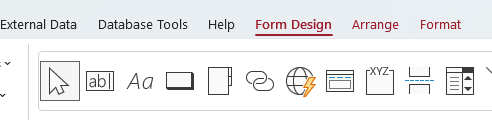 External Data Database Tools Help Form Design Arrange Format
ab Aa XYZ